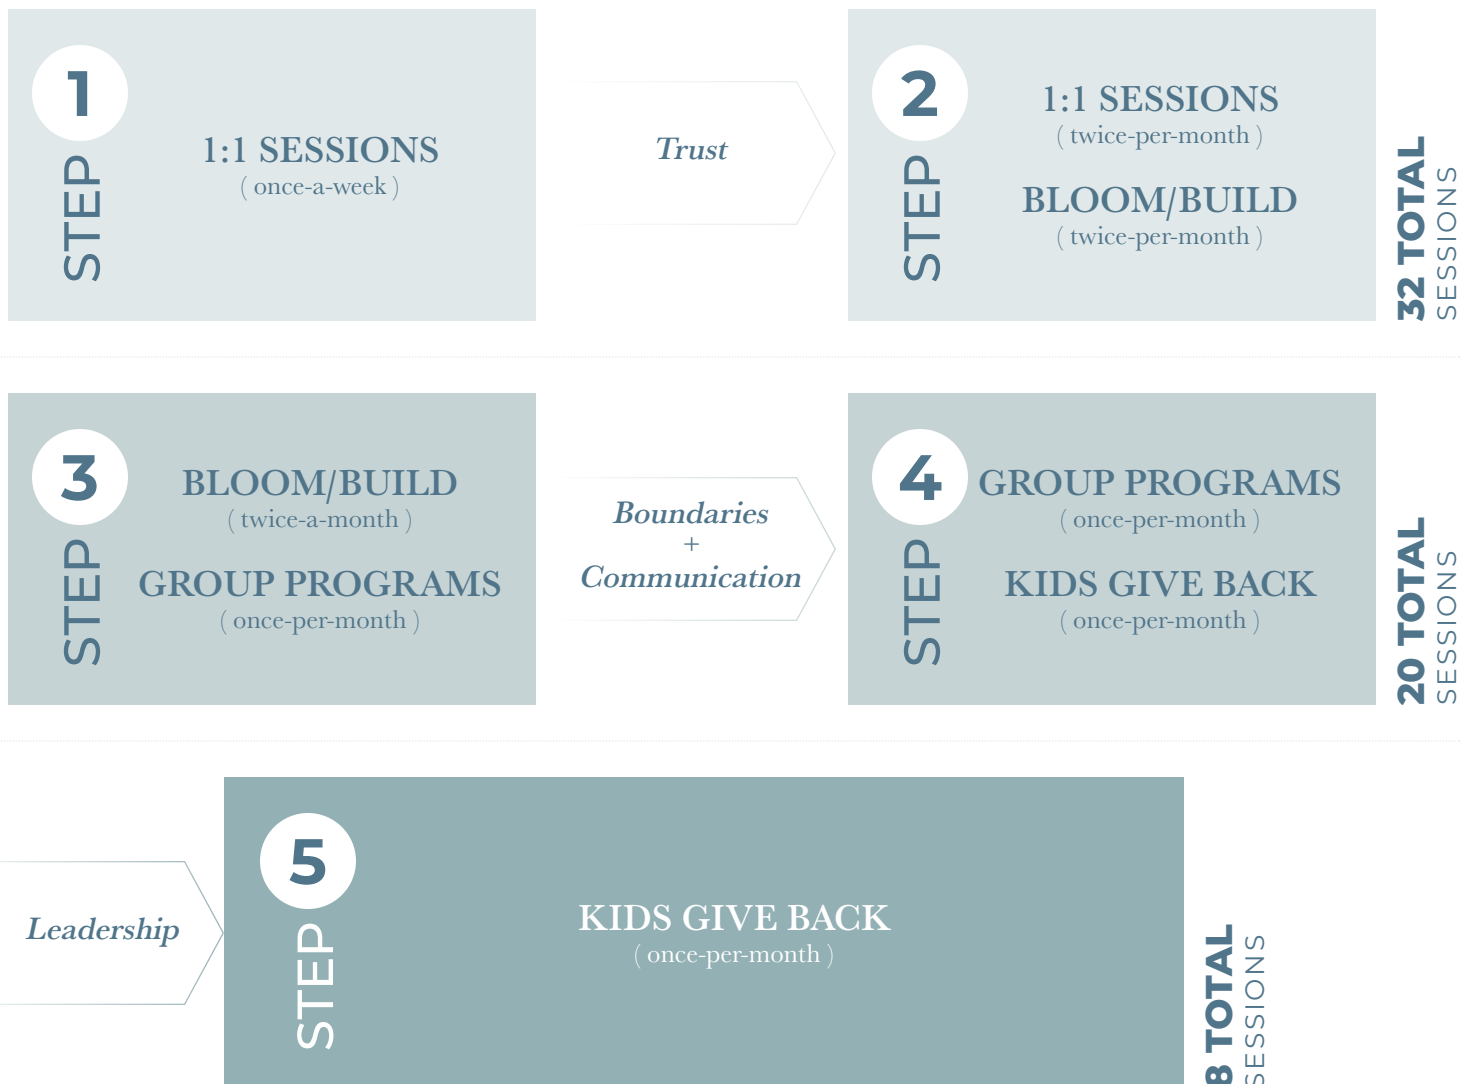 1
STEP
1:1 SESSIONS
( once-a-week )
Trust
2
STEP
1:1 SESSIONS
( twice-per-month )
BLOOM/BUILD
( twice-per-month )
32 TOTAL
SESSIONS
3
STEP
BLOOM/BUILD
( twice-a-month )
GROUP PROGRAMS
( once-per-month )
Boundaries
+
Communication
4
STEP
GROUP PROGRAMS
( once-per-month )
KIDS GIVE BACK
( once-per-month )
20 TOTAL
SESSIONS
Leadership
5
STEP
KIDS GIVE BACK
( once-per-month )
8 TOTAL
SESSIONS